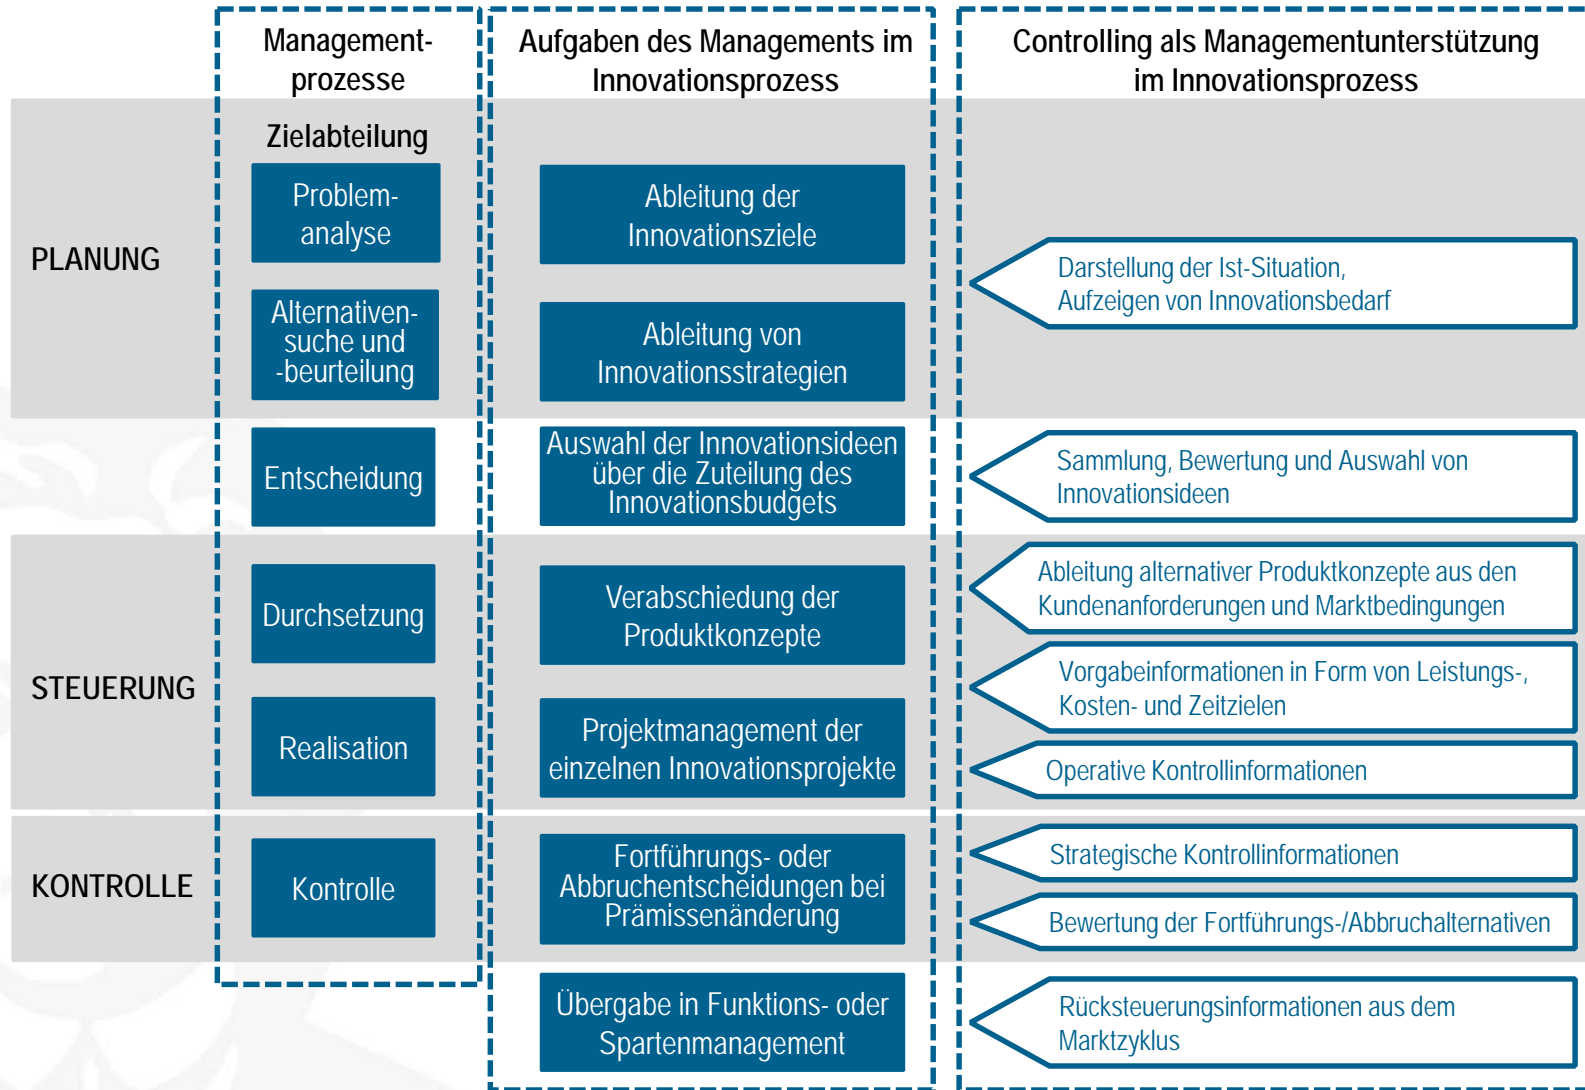 Management-
prozesse
Aufgaben des Managements im
Innovationsprozess
Controlling als Managementunterstützung
im Innovationsprozess
PLANUNG
Zielabteilung
Problem-
analyse
Ableitung der
Innovationsziele
Darstellung der Ist-Situation,
Aufzeigen von Innovationsbedarf
Alternativen-
suche und
-beurteilung
Ableitung von
Innovationsstrategien
Entscheidung
Auswahl der Innovationsideen
über die Zuteilung des
Innovationsbudgets
Sammlung, Bewertung und Auswahl von
Innovationsideen
STEUERUNG
Durchsetzung
Verabschiedung der
Produktkonzepte
Ableitung alternativer Produktkonzepte aus den
Kundenanforderungen und Marktbedingungen
Vorgabeinformationen in Form von Leistungs-,
Kosten- und Zeitzielen
Realisation
Projektmanagement der
einzelnen Innovationsprojekte
Operative Kontrollinformationen
KONTROLLE
Kontrolle
Fortführungs- oder
Abbruchentscheidungen bei
Prämissenänderung
Strategische Kontrollinformationen
Bewertung der Fortführungs-/Abbruchalternativen
Übergabe in Funktions- oder
Spartenmanagement
Rücksteuerungsinformationen aus dem
Marktzyklus